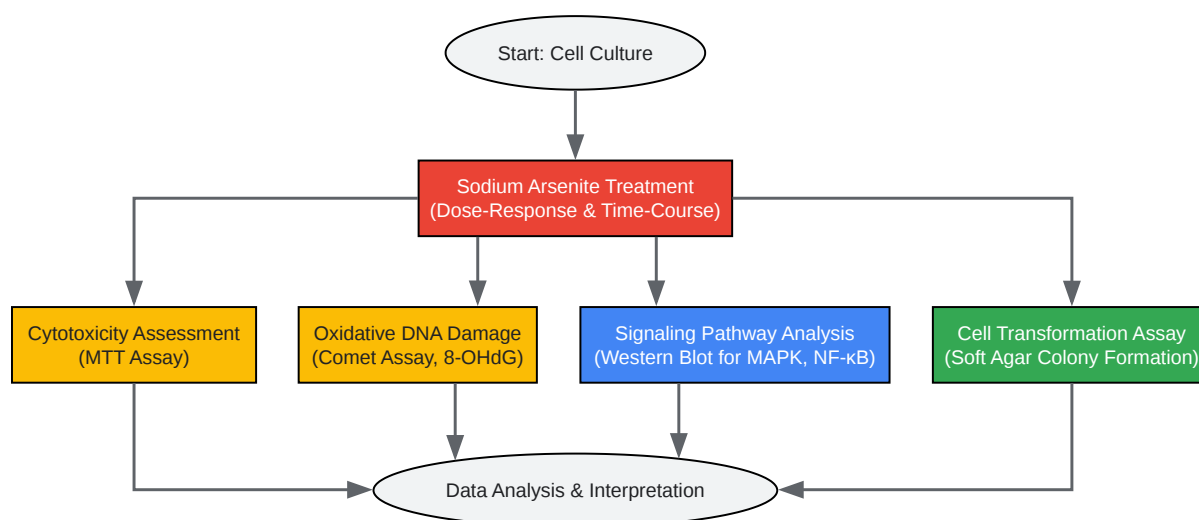 Start: Cell Culture
Sodium Arsenite Treatment
(Dose-Response & Time-Course)
Cytotoxicity Assessment
(MTT Assay)
Oxidative DNA Damage
(Comet Assay, 8-OHdG)
Signaling Pathway Analysis
(Western Blot for MAPK, NF-κB)
Cell Transformation Assay
(Soft Agar Colony Formation)
Data Analysis & Interpretation